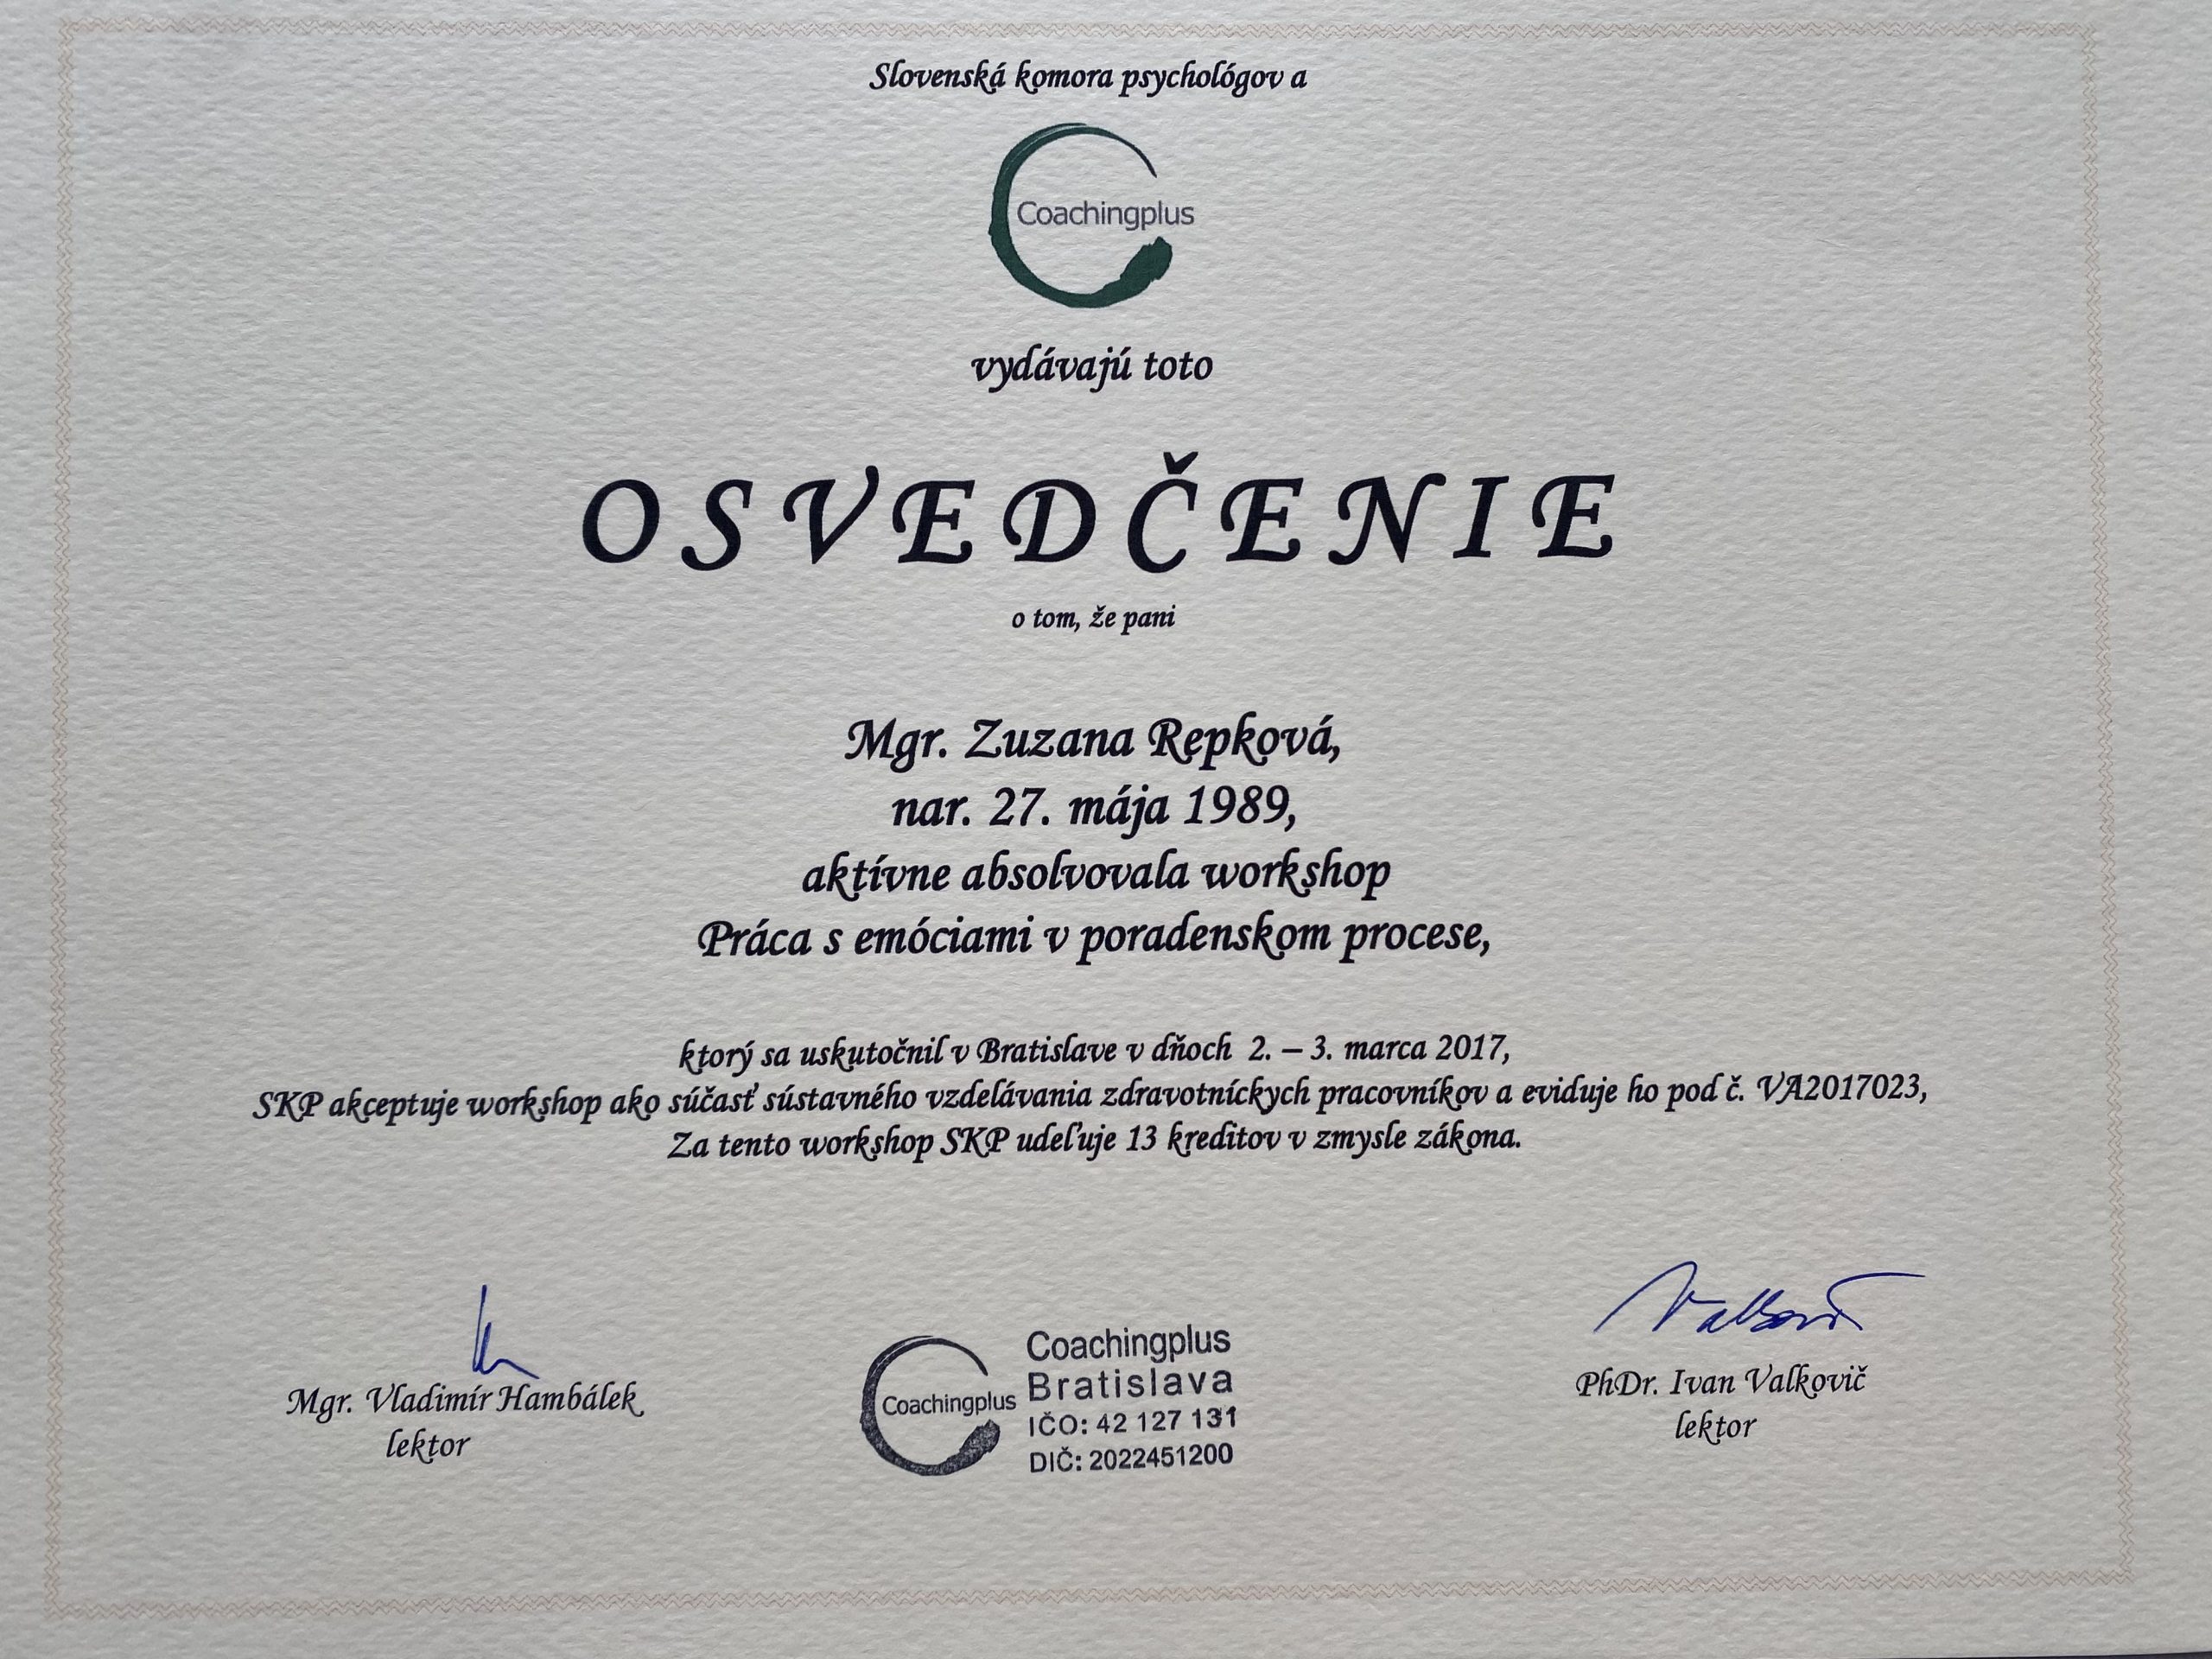 Slovenská komora psychológov a
Coachingplus
vydávajú toto
OSVEDČENIE
o tom, že pani
Mgr. Zuzana Repková,
nar. 27. mája 1989,
aktívne absolvovala workshop
Práca s emóciami v poradenskom procese,
ktorý sa uskutočnil v Bratislave v dňoch 2. – 3. marca 2017,
SKP akceptuje workshop ako súčasť sústavného vzdelávania zdravotníckych pracovníkov a eviduje ho pod č. VA2017023,
Za tento workshop SKP udeľuje 13 kreditov v zmysle zákona.
Mgr. Vladimír Hambálek
lektor
Coachingplus
Coachingplus
Bratislava
IČO: 42 127 131
DIČ: 2022451200
PhDr. Ivan Valkovič
lektor